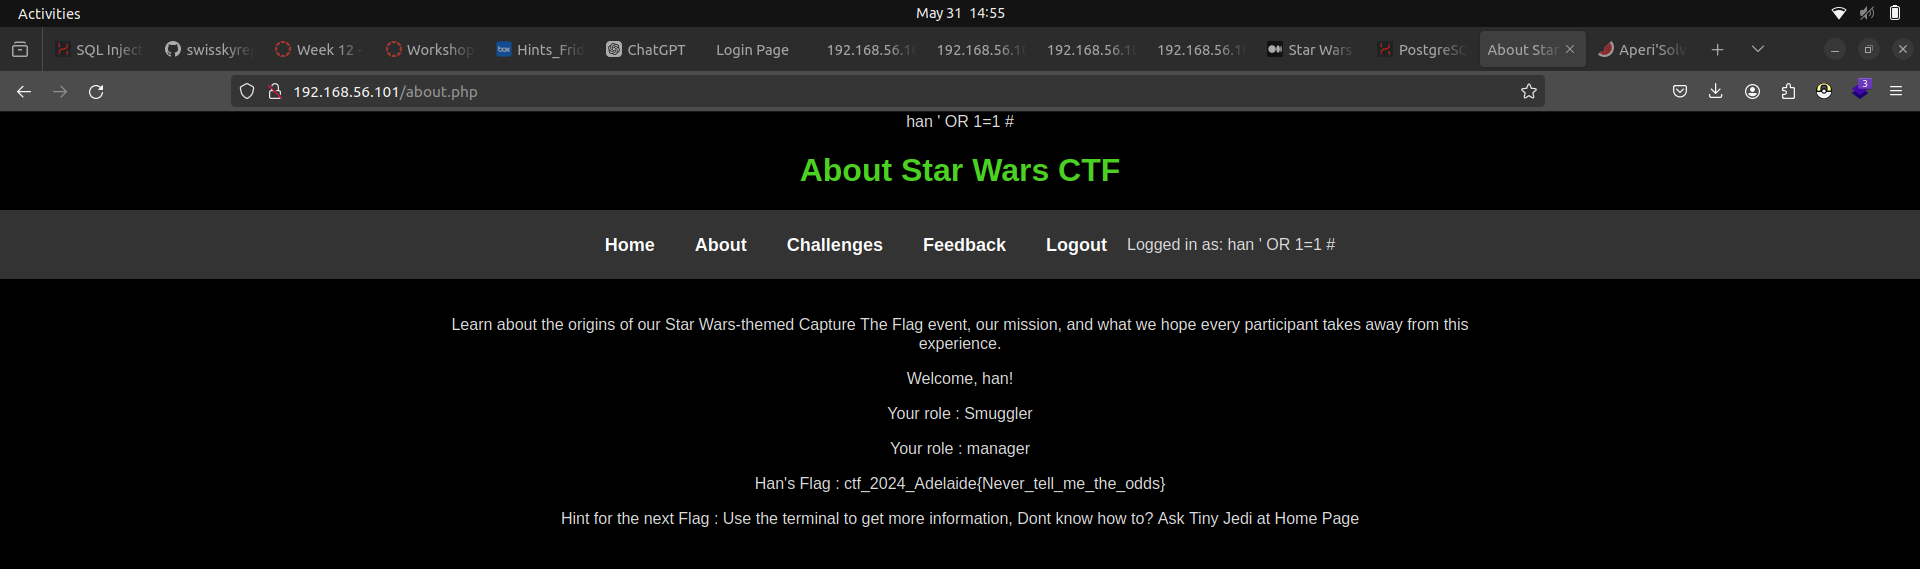 Activities
May 31 14:55
SQL Inject
swisskyre
Week 12 -
Workshop
Hints_Frid
ChatGPT
Login Page
192.168.56.1
192.168.56.1
192.168.56.1
192.168.56.1
Star Wars
PostgreSQ
About Star
Aperi'Solv
192.168.56.101/about.php
3
han ' OR 1=1 #
About Star Wars CTF
Home About Challenges Feedback Logout Logged in as: han ' OR 1=1 #
Learn about the origins of our Star Wars-themed Capture The Flag event, our mission, and what we hope every participant takes away from this
experience.
Welcome, han!
Your role : Smuggler
Your role : manager
Han's Flag : ctf_2024_Adelaide{Never_tell_me_the_odds}
Hint for the next Flag : Use the terminal to get more information, Dont know how to? Ask Tiny Jedi at Home Page